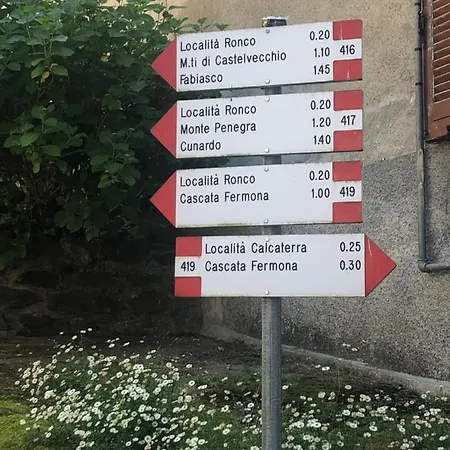 Località Ronco 0.20
M.ti di Castelvecchio 1.10 416
Fabiasco 1.45
Località Ronco 0.20
Monte Penegra 1.20 417
Cunardo 1.40
Località Ronco 0.20 419
Cascata Fermona 1.00
Località Calcaterra 0.25
419 Cascata Fermona 0.30